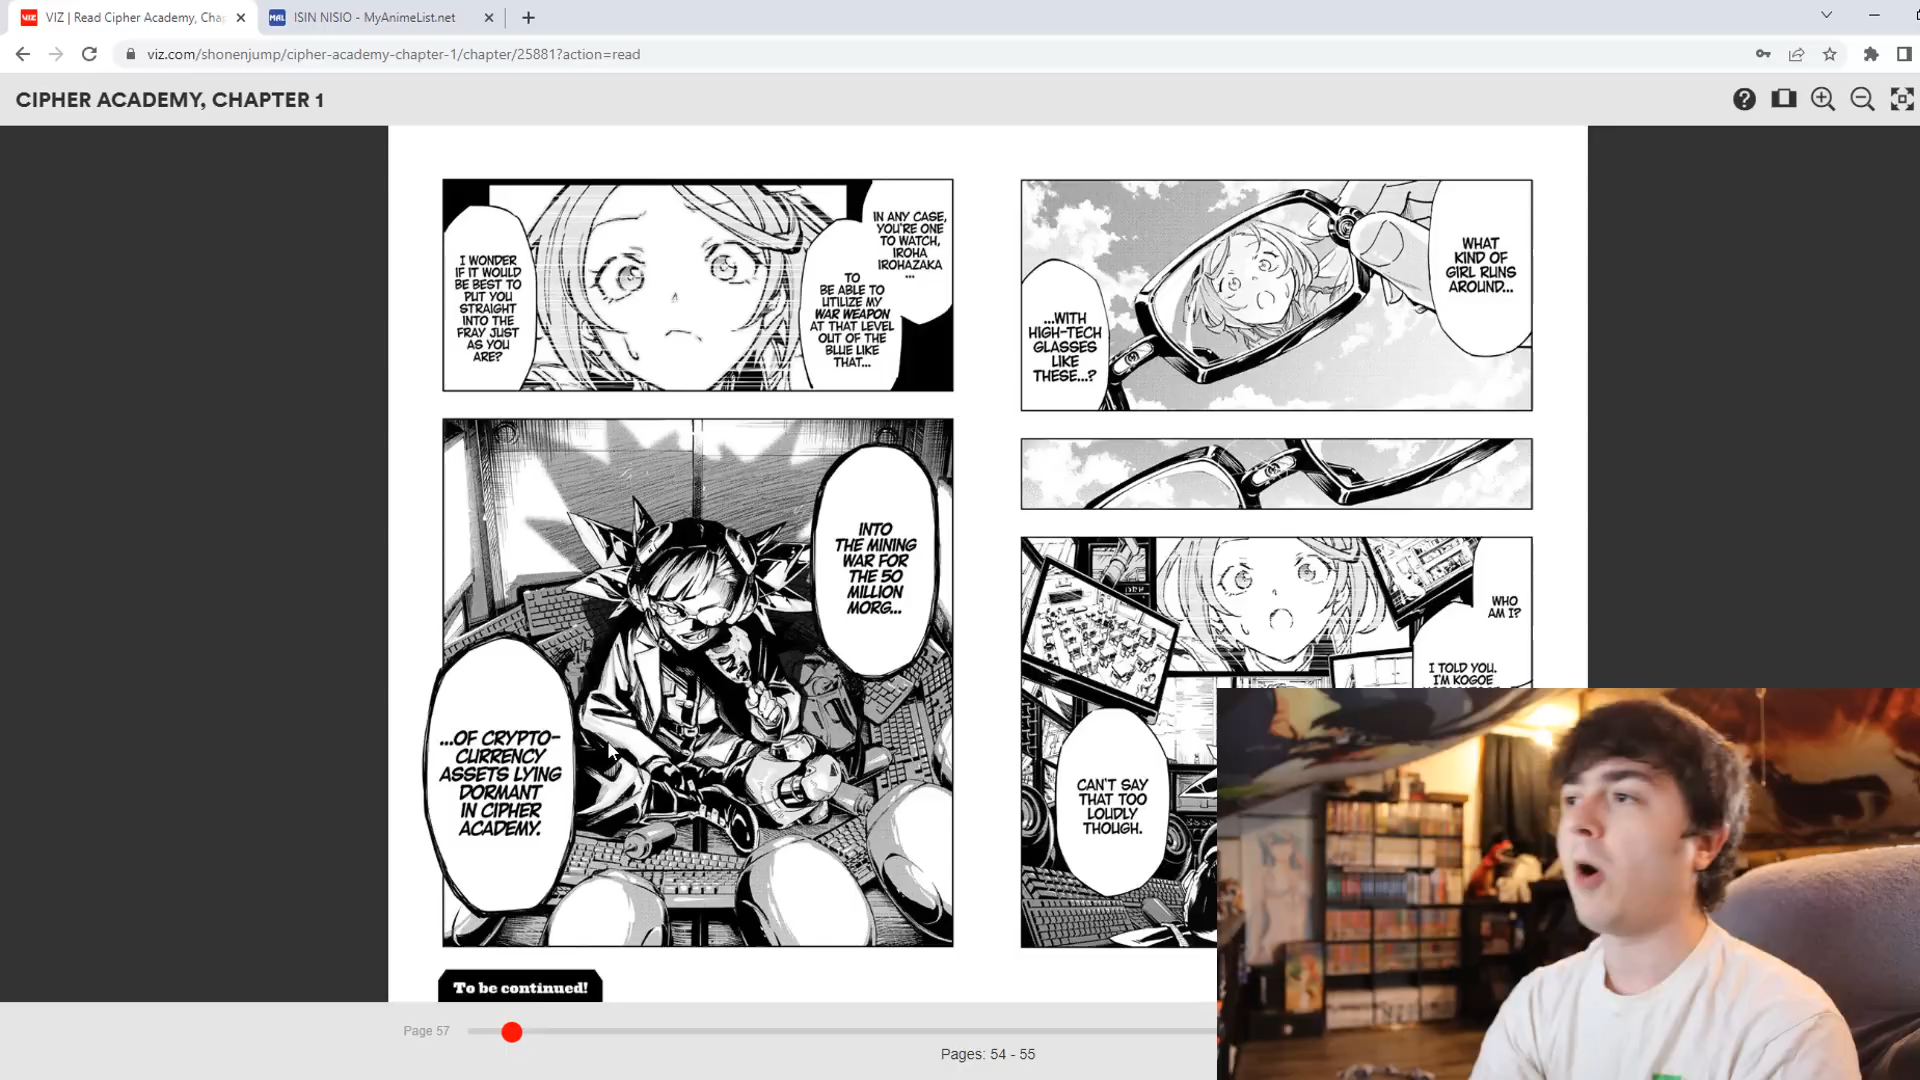 VIZ | Read Cipher Academy, Cha
ISIN NISIO - MyAnimeList.net
viz.com/shonenjump/cipher-academy-chapter-1/chapter/25881?action=read
CIPHER ACADEMY, CHAPTER 1
WHAT
KIND OF
GIRL RUNS
AROUND...
...WITH
HIGH-TECH
GLASSES
LIKE
THESE...?
WHO
AM I?
I TOLD YOU.
I'M KOGOE
CAN'T SAY
THAT TOO
LOUDLY
THOUGH.
IN ANY CASE,
YOU'RE ONE
TO WATCH,
IROHA
IROHAZAKA
...
TO
BE ABLE TO
UTILIZE MY
WAR WEAPON
AT THAT LEVEL
OUT OF THE
BLUE LIKE
THAT...
I WONDER
IF IT WOULD
BE BEST TO
PUT YOU
STRAIGHT
INTO THE
FRAY JUST
AS YOU
ARE?
INTO
THE MINING
WAR FOR
THE 50
MILLION
MORG...
...OF CRYPTO-
CURRENCY
ASSETS LYING
DORMANT
IN CIPHER
ACADEMY.
To be continued!
Page 57
Pages: 54 - 55